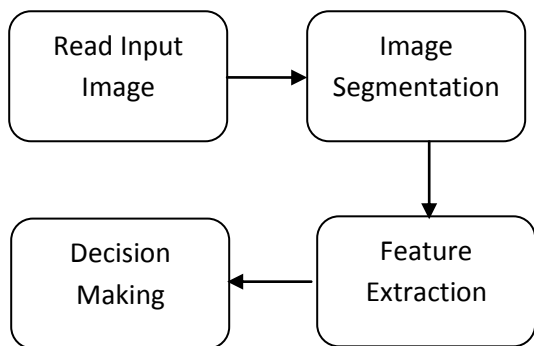 Read Input
Image
Image
Segmentation
Feature
Extraction
Decision
Making